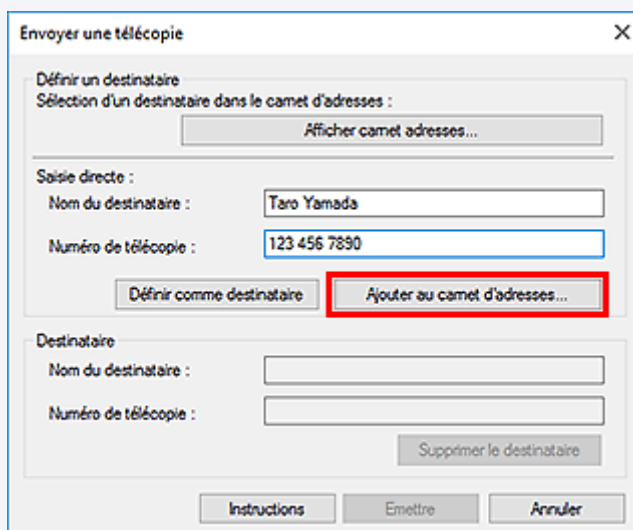 Envoyer une télécopie
Définir un destinataire
Sélection d'un destinataire dans le carnet d'adresses :
Afficher carnet adresses...
Saisie directe :
Nom du destinataire : Taro Yamada
Numéro de télécopie : 123 456 7890
Définir comme destinataire Ajouter au carnet d'adresses...
Destinataire
Nom du destinataire :
Numéro de télécopie :
Supprimer le destinataire
Instructions Emettre Annuler